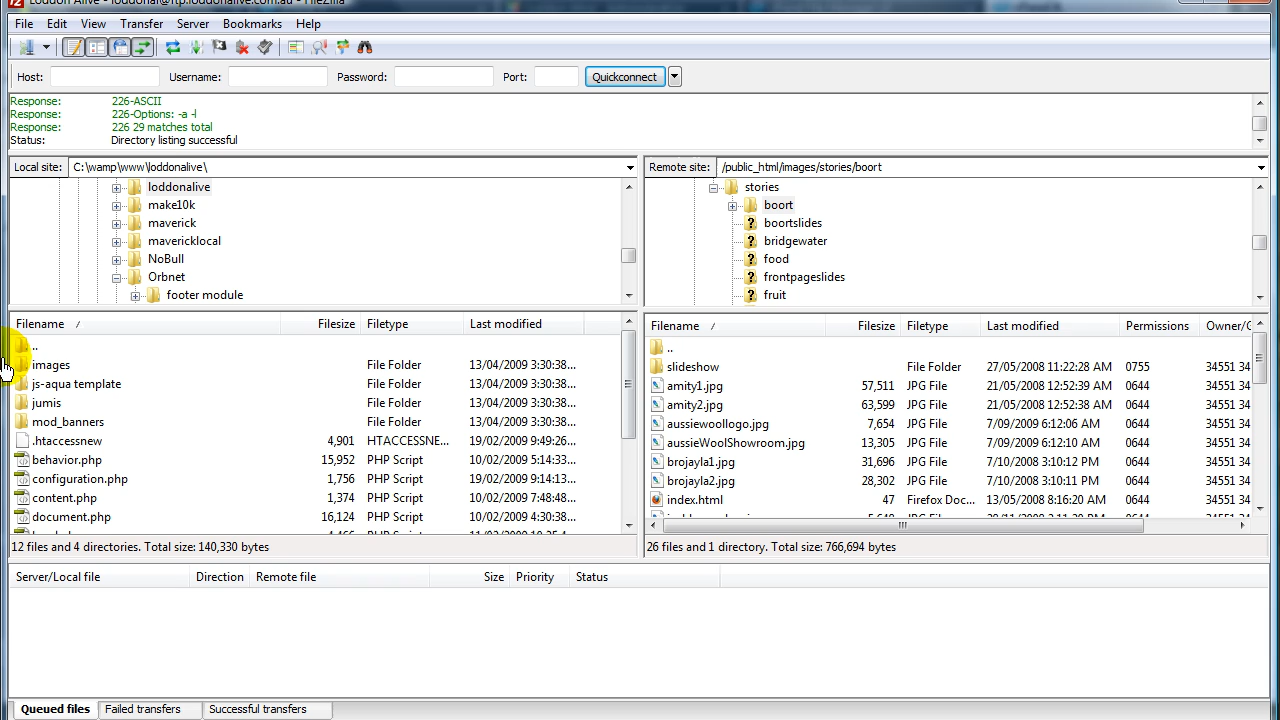 Loddon Alive - loddonal@ftp.loddonalive.com.au - FileZilla
File Edit View Transfer Server Bookmarks Help
Host: Username: Password: Port: Quickconnect
Response: 226-ASCII
Response: 226-Options: -a -l
Response: 226 29 matches total
Status: Directory listing successful
Local site: C:\wamp\www\loddonalive\
loddonalive
make10k
maverick
mavericklocal
NoBull
Orbnet
footer module
Remote site: /public_html/images/stories/boort
stories
boort
boortslides
bridgewater
food
frontpageslides
fruit
Filename / Filesize Filetype Last modified
..
images File Folder 13/04/2009 3:30:38...
js-aqua template File Folder 13/04/2009 3:30:38...
jumis File Folder 13/04/2009 3:30:38...
mod_banners File Folder 13/04/2009 3:30:38...
.htaccessnew 4,901 HTACCESSNE... 19/02/2009 9:49:26...
behavior.php 15,952 PHP Script 10/02/2009 5:14:33...
configuration.php 1,756 PHP Script 19/02/2009 9:14:13...
content.php 1,374 PHP Script 10/02/2009 7:48:48...
document.php 16,124 PHP Script 10/02/2009 4:30:38...
12 files and 4 directories. Total size: 140,330 bytes
Filename / Filesize Filetype Last modified Permissions Owner/G
..
slideshow File Folder 27/05/2008 11:22:28 AM 0755 34551 34
amity1.jpg 57,511 JPG File 21/05/2008 12:52:39 AM 0644 34551 34
amity2.jpg 63,599 JPG File 21/05/2008 12:52:38 AM 0644 34551 34
aussiewoollogo.jpg 7,654 JPG File 7/09/2009 6:12:06 AM 0644 34551 34
aussieWoolShowroom.jpg 13,305 JPG File 7/09/2009 6:12:10 AM 0644 34551 34
brojayla1.jpg 31,696 JPG File 7/10/2008 3:10:12 PM 0644 34551 34
brojayla2.jpg 28,302 JPG File 7/10/2008 3:10:11 PM 0644 34551 34
index.html 47 Firefox Doc... 13/05/2008 8:16:20 AM 0644 34551 34
26 files and 1 directory. Total size: 766,694 bytes
Server/Local file Direction Remote file Size Priority Status
Queued files Failed transfers Successful transfers